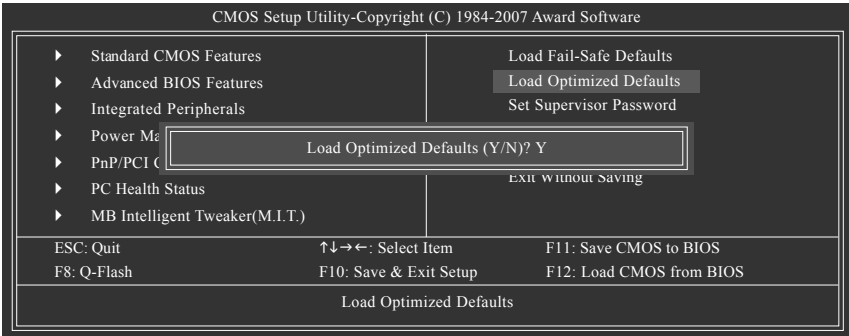 CMOS Setup Utility-Copyright (C) 1984-2007 Award Software
Standard CMOS Features
Advanced BIOS Features
Integrated Peripherals
Power Ma
PnP/PCI
PC Health Status
MB Intelligent Tweaker(M.I.T.)
Load Fail-Safe Defaults
Load Optimized Defaults
Set Supervisor Password
Exit Without Saving
Load Optimized Defaults (Y/N)? Y
ESC: Quit ↑↓→←: Select Item F11: Save CMOS to BIOS
F8: Q-Flash F10: Save & Exit Setup F12: Load CMOS from BIOS
Load Optimized Defaults